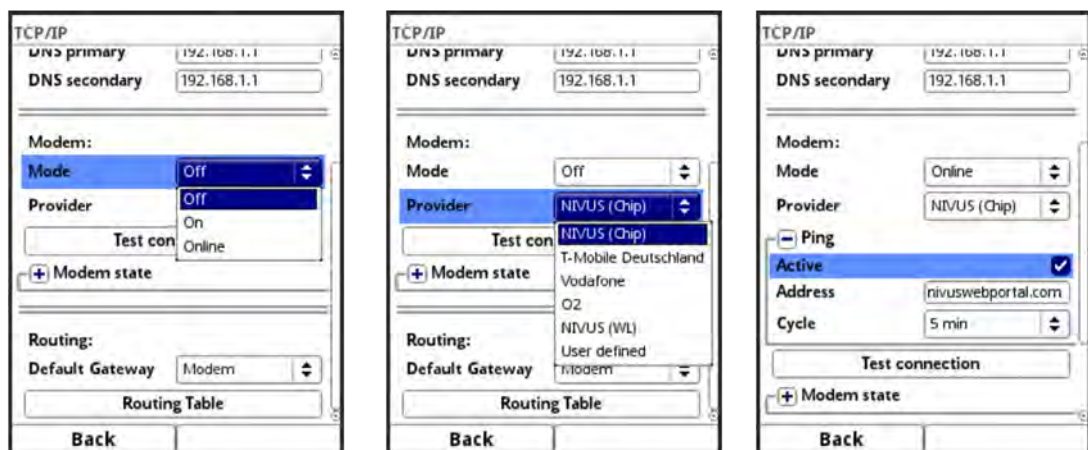 TCP/IP
DNS primary 192.168.1.1
DNS secondary 192.168.1.1
Modem:
Mode Off
Off
Provider
On
Test con
Online
+ Modem state
Routing:
Default Gateway Modem
Routing Table
Back
TCP/IP
DNS primary 192.168.1.1
DNS secondary 192.168.1.1
Modem:
Mode Off
Provider NIVUS (Chip)
NIVUS (Chip)
Test con
T-Mobile Deutschland
+ Modem state
Vodafone
O2
NIVUS (WL)
Routing:
User defined
Default Gateway Modem
Routing Table
Back
TCP/IP
DNS primary 192.168.1.1
DNS secondary 192.168.1.1
Modem:
Mode Online
Provider NIVUS (Chip)
- Ping
Active
Address nivuswebportal.com
Cycle 5 min
Test connection
+ Modem state
Back